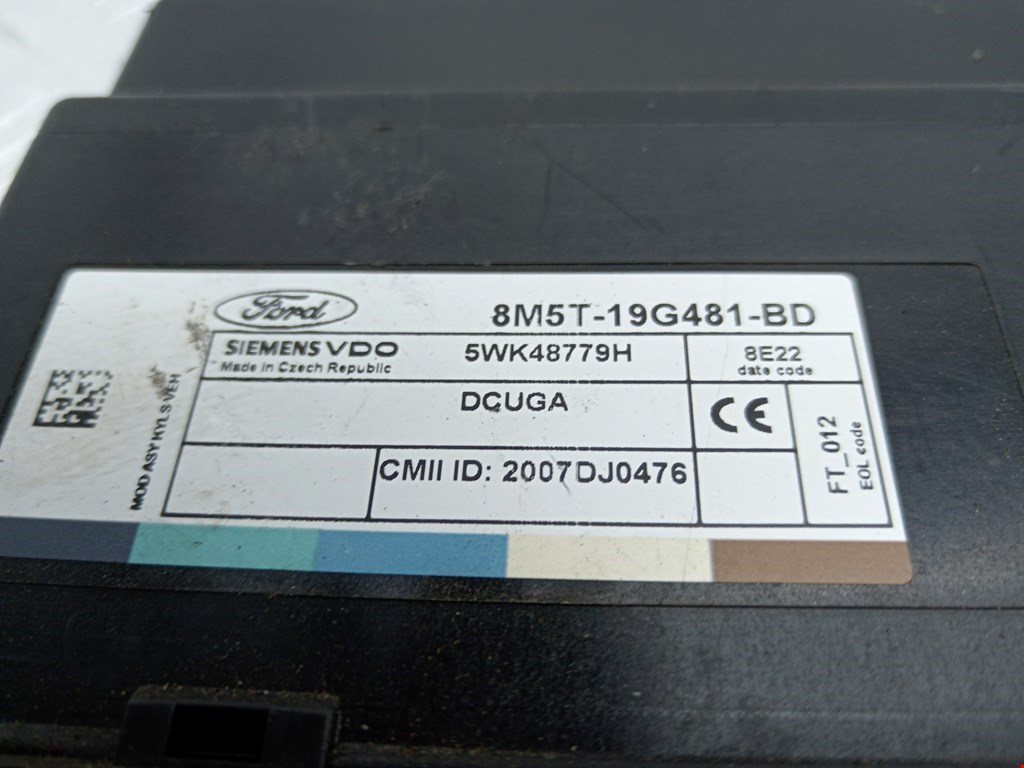 Ford
8M5T-19G481-BD
SIEMENS VDO
Made in Czech Republic
5WK48779H
8E22
date code
DCUGA
CE
CMII ID: 2007DJ0476
FT_012
EOL code
MOD ASY KYLS VEH